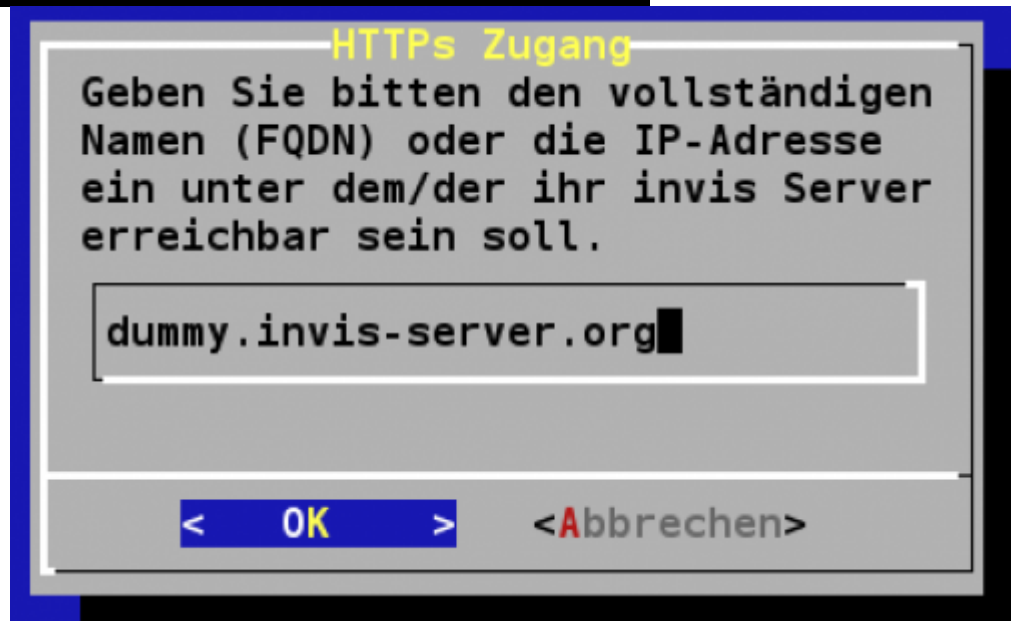 HTTPs Zugang
Geben Sie bitten den vollständigen
Namen (FQDN) oder die IP-Adresse
ein unter dem/der ihr invis Server
erreichbar sein soll.
dummy.invis-server.org
< OK > <Abbrechen>